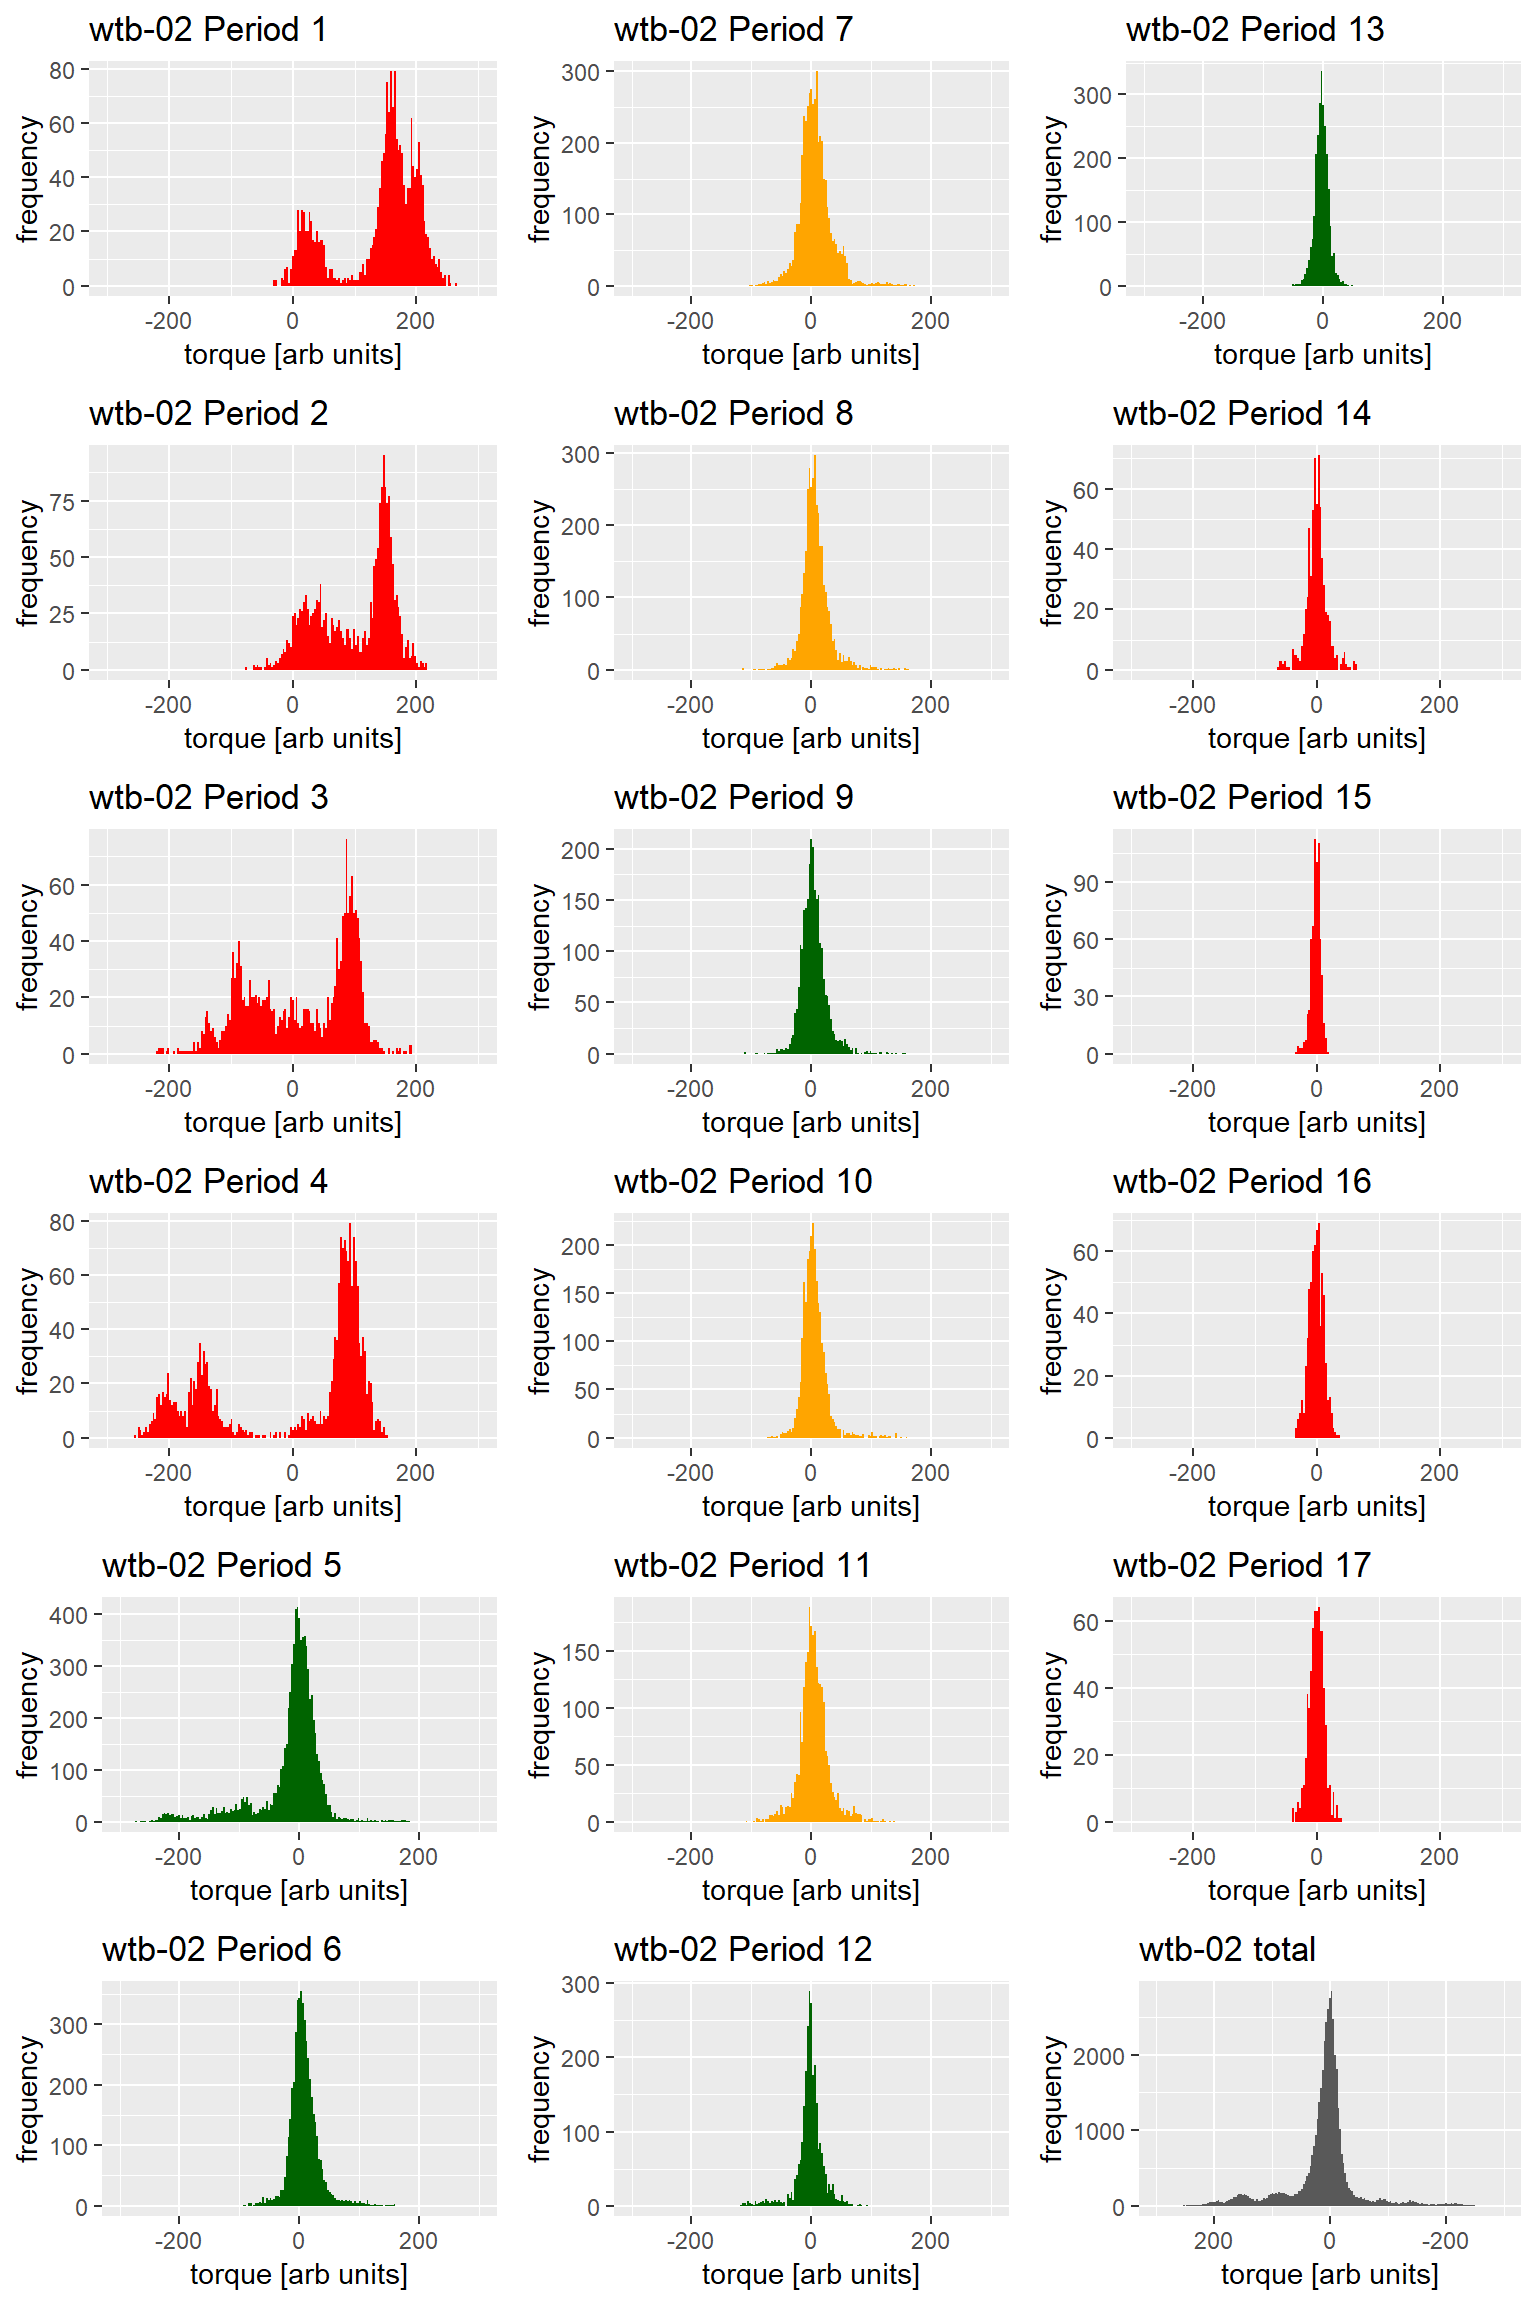 wtb-02 Period 1
80
60
40
20
0
frequency
-200 0 200
torque [arb units]
wtb-02 Period 2
75
50
25
0
frequency
-200 0 200
torque [arb units]
wtb-02 Period 3
60
40
20
0
frequency
-200 0 200
torque [arb units]
wtb-02 Period 4
80
60
40
20
0
frequency
-200 0 200
torque [arb units]
wtb-02 Period 5
400
300
200
100
0
frequency
-200 0 200
torque [arb units]
wtb-02 Period 6
300
200
100
0
frequency
-200 0 200
torque [arb units]
wtb-02 Period 7
300
200
100
0
frequency
-200 0 200
torque [arb units]
wtb-02 Period 8
300
200
100
0
frequency
-200 0 200
torque [arb units]
wtb-02 Period 9
200
150
100
50
0
frequency
-200 0 200
torque [arb units]
wtb-02 Period 10
200
150
100
50
0
frequency
-200 0 200
torque [arb units]
wtb-02 Period 11
150
100
50
0
frequency
-200 0 200
torque [arb units]
wtb-02 Period 12
300
200
100
0
frequency
-200 0 200
torque [arb units]
wtb-02 Period 13
300
200
100
0
frequency
-200 0 200
torque [arb units]
wtb-02 Period 14
60
40
20
0
frequency
-200 0 200
torque [arb units]
wtb-02 Period 15
90
60
30
0
frequency
-200 0 200
torque [arb units]
wtb-02 Period 16
60
40
20
0
frequency
-200 0 200
torque [arb units]
wtb-02 Period 17
60
40
20
0
frequency
-200 0 200
torque [arb units]
wtb-02 total
2000
1000
0
frequency
200 0 -200
torque [arb units]